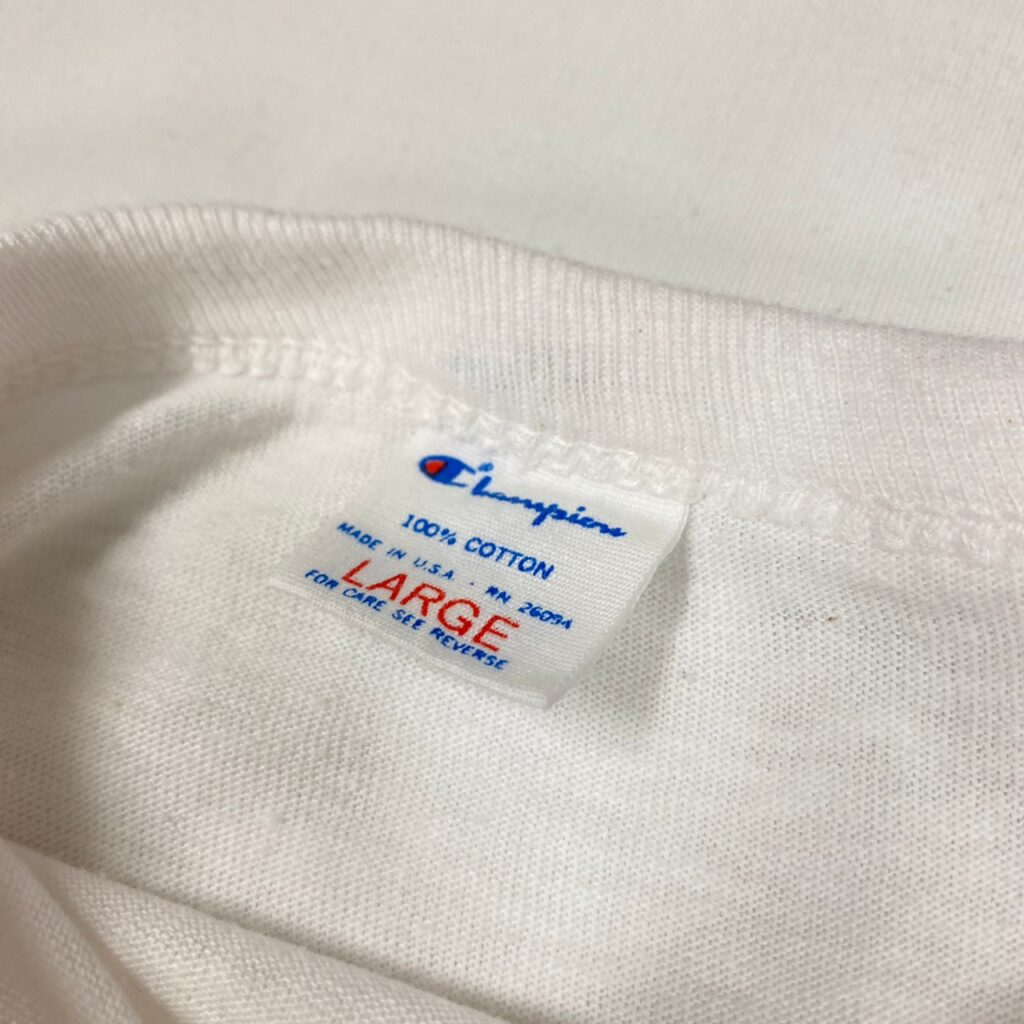 Champion®
100% COTTON
MADE IN U.S.A. · RN 26094
LARGE
FOR CARE SEE REVERSE